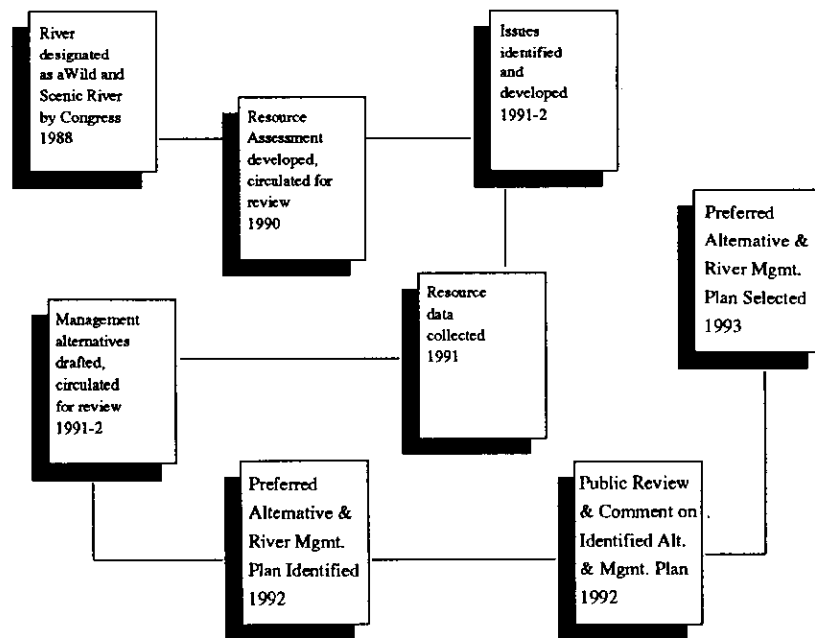 River
designated
as aWild and
Scenic River
by Congress
1988
Resource
Assessment
developed,
circulated for
review
1990
Issues
identified
and
developed
1991-2
Resource
data
collected
1991
Management
alternatives
drafted,
circulated
for review
1991-2
Preferred
Alternative &
River Mgmt.
Plan Identified
1992
Public Review
& Comment on
Identified Alt.
& Mgmt. Plan
1992
Preferred
Alternative &
River Mgmt.
Plan Selected
1993